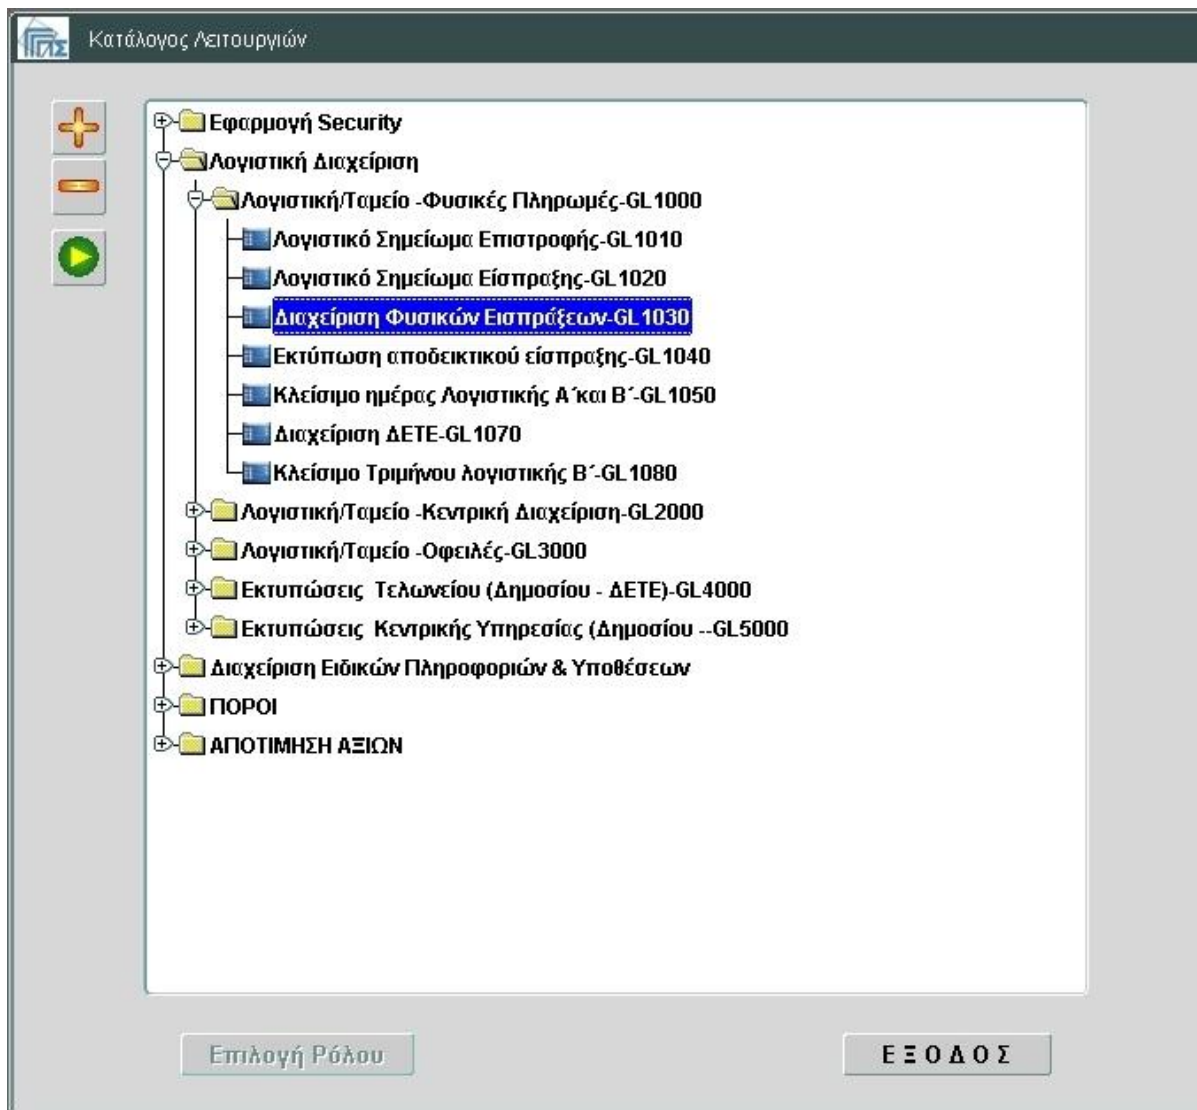 ΓΓΠΣ
Κατάλογος Λειτουργιών
Εφαρμογή Security
Λογιστική Διαχείριση
Λογιστική/Ταμείο -Φυσικές Πληρωμές-GL1000
Λογιστικό Σημείωμα Επιστροφής-GL1010
Λογιστικό Σημείωμα Είσπραξης-GL1020
Διαχείριση Φυσικών Εισπράξεων-GL1030
Εκτύπωση αποδεικτικού είσπραξης-GL1040
Κλείσιμο ημέρας Λογιστικής Α΄και Β΄-GL1050
Διαχείριση ΔΕΤΕ-GL1070
Κλείσιμο Τριμήνου λογιστικής Β΄-GL1080
Λογιστική/Ταμείο -Κεντρική Διαχείριση-GL2000
Λογιστική/Ταμείο -Οφειλές-GL3000
Εκτυπώσεις Τελωνείου (Δημοσίου - ΔΕΤΕ)-GL4000
Εκτυπώσεις Κεντρικής Υπηρεσίας (Δημοσίου --GL5000
Διαχείριση Ειδικών Πληροφοριών & Υποθέσεων
ΠΟΡΟΙ
ΑΠΟΤΙΜΗΣΗ ΑΞΙΩΝ
Επιλογή Ρόλου
Ε Ξ Ο Δ Ο Σ